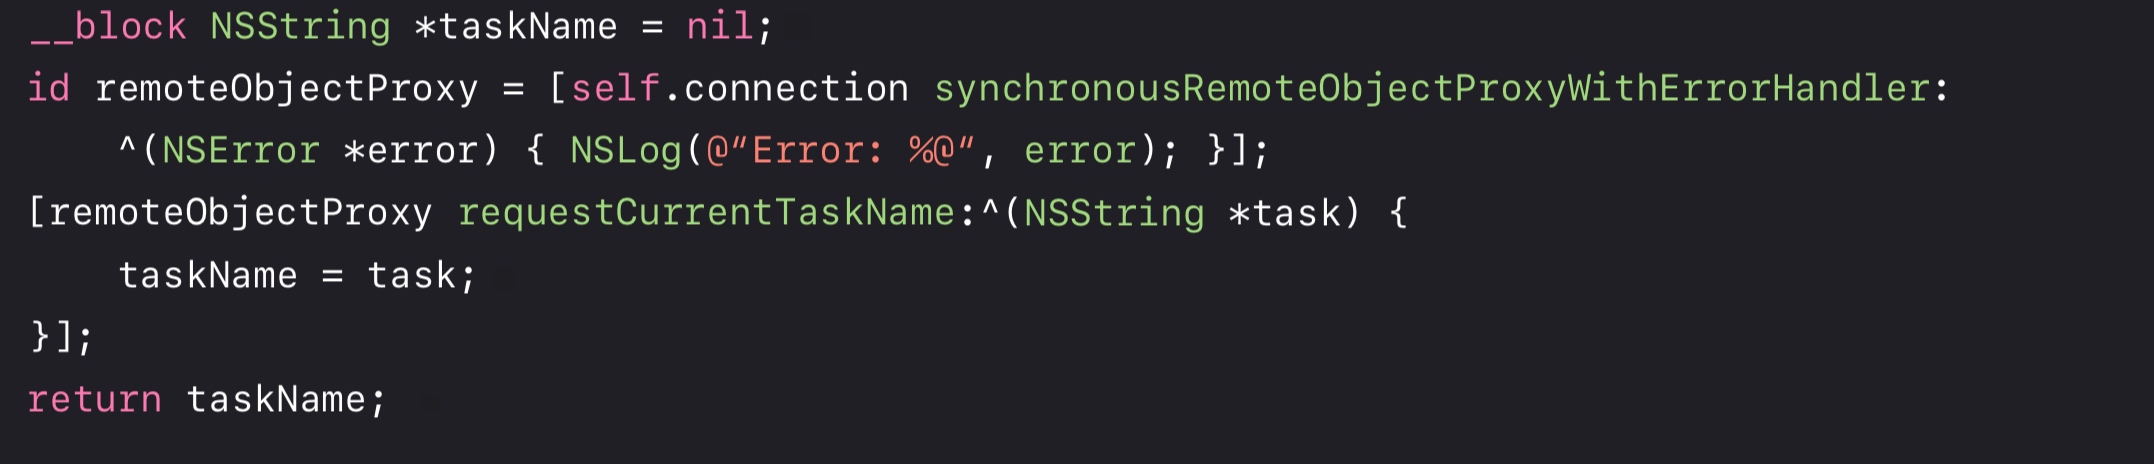 __block NSString *taskName = nil;
id remoteObjectProxy = [self.connection synchronousRemoteObjectProxyWithErrorHandler:
    ^(NSError *error) { NSLog(@"Error: %@", error); }];
[remoteObjectProxy requestCurrentTaskName:^(NSString *task) {
    taskName = task;
}];
return taskName;